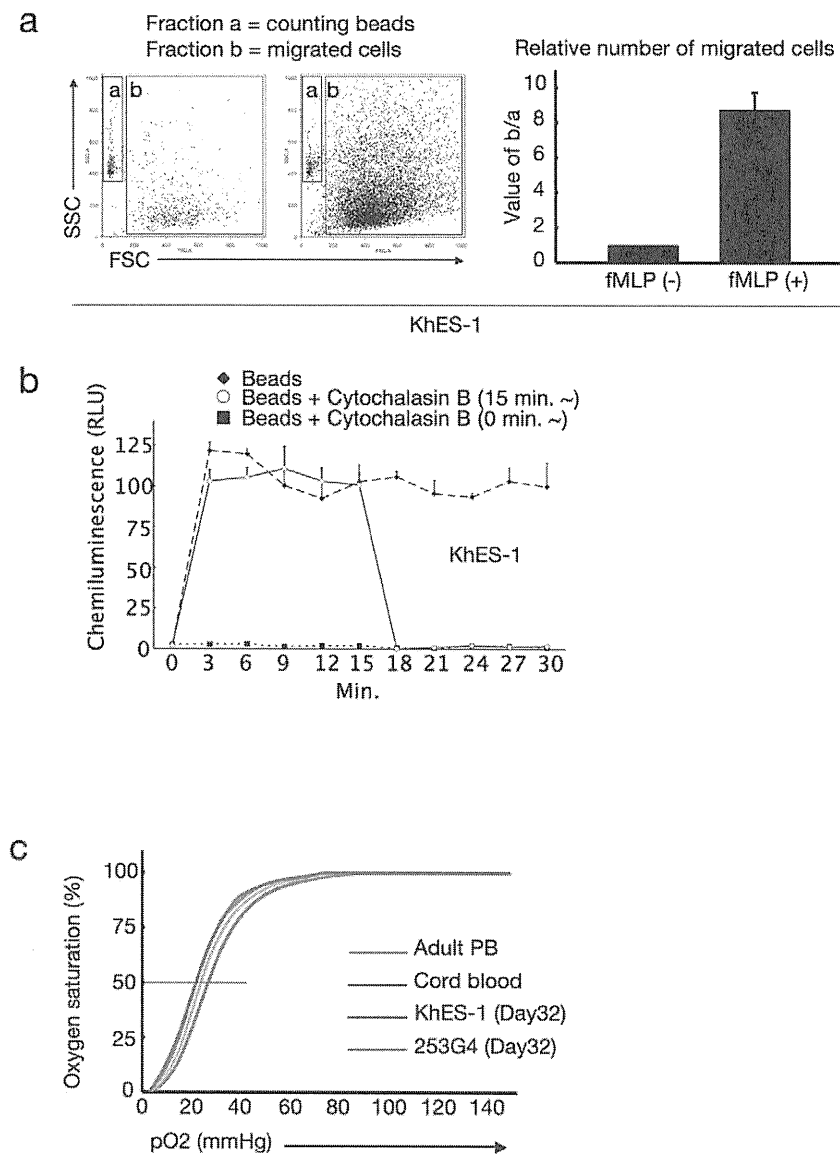 a
Fraction a = counting beads
Fraction b = migrated cells
Relative number of migrated cells
a b
a b
SSC
FSC
Value of b/a
10
8
6
4
2
0
fMLP (-) fMLP (+)
KhES-1
b
Beads
Beads + Cytochalasin B (15 min. ~)
Beads + Cytochalasin B (0 min. ~)
Chemiluminescence (RLU)
125
100
75
50
25
0
KhES-1
0 3 6 9 12 15 18 21 24 27 30
Min.
c
Oxygen saturation (%)
100
75
50
25
0
Adult PB
Cord blood
KhES-1 (Day32)
253G4 (Day32)
0 20 40 60 80 100 120 140
pO2 (mmHg)